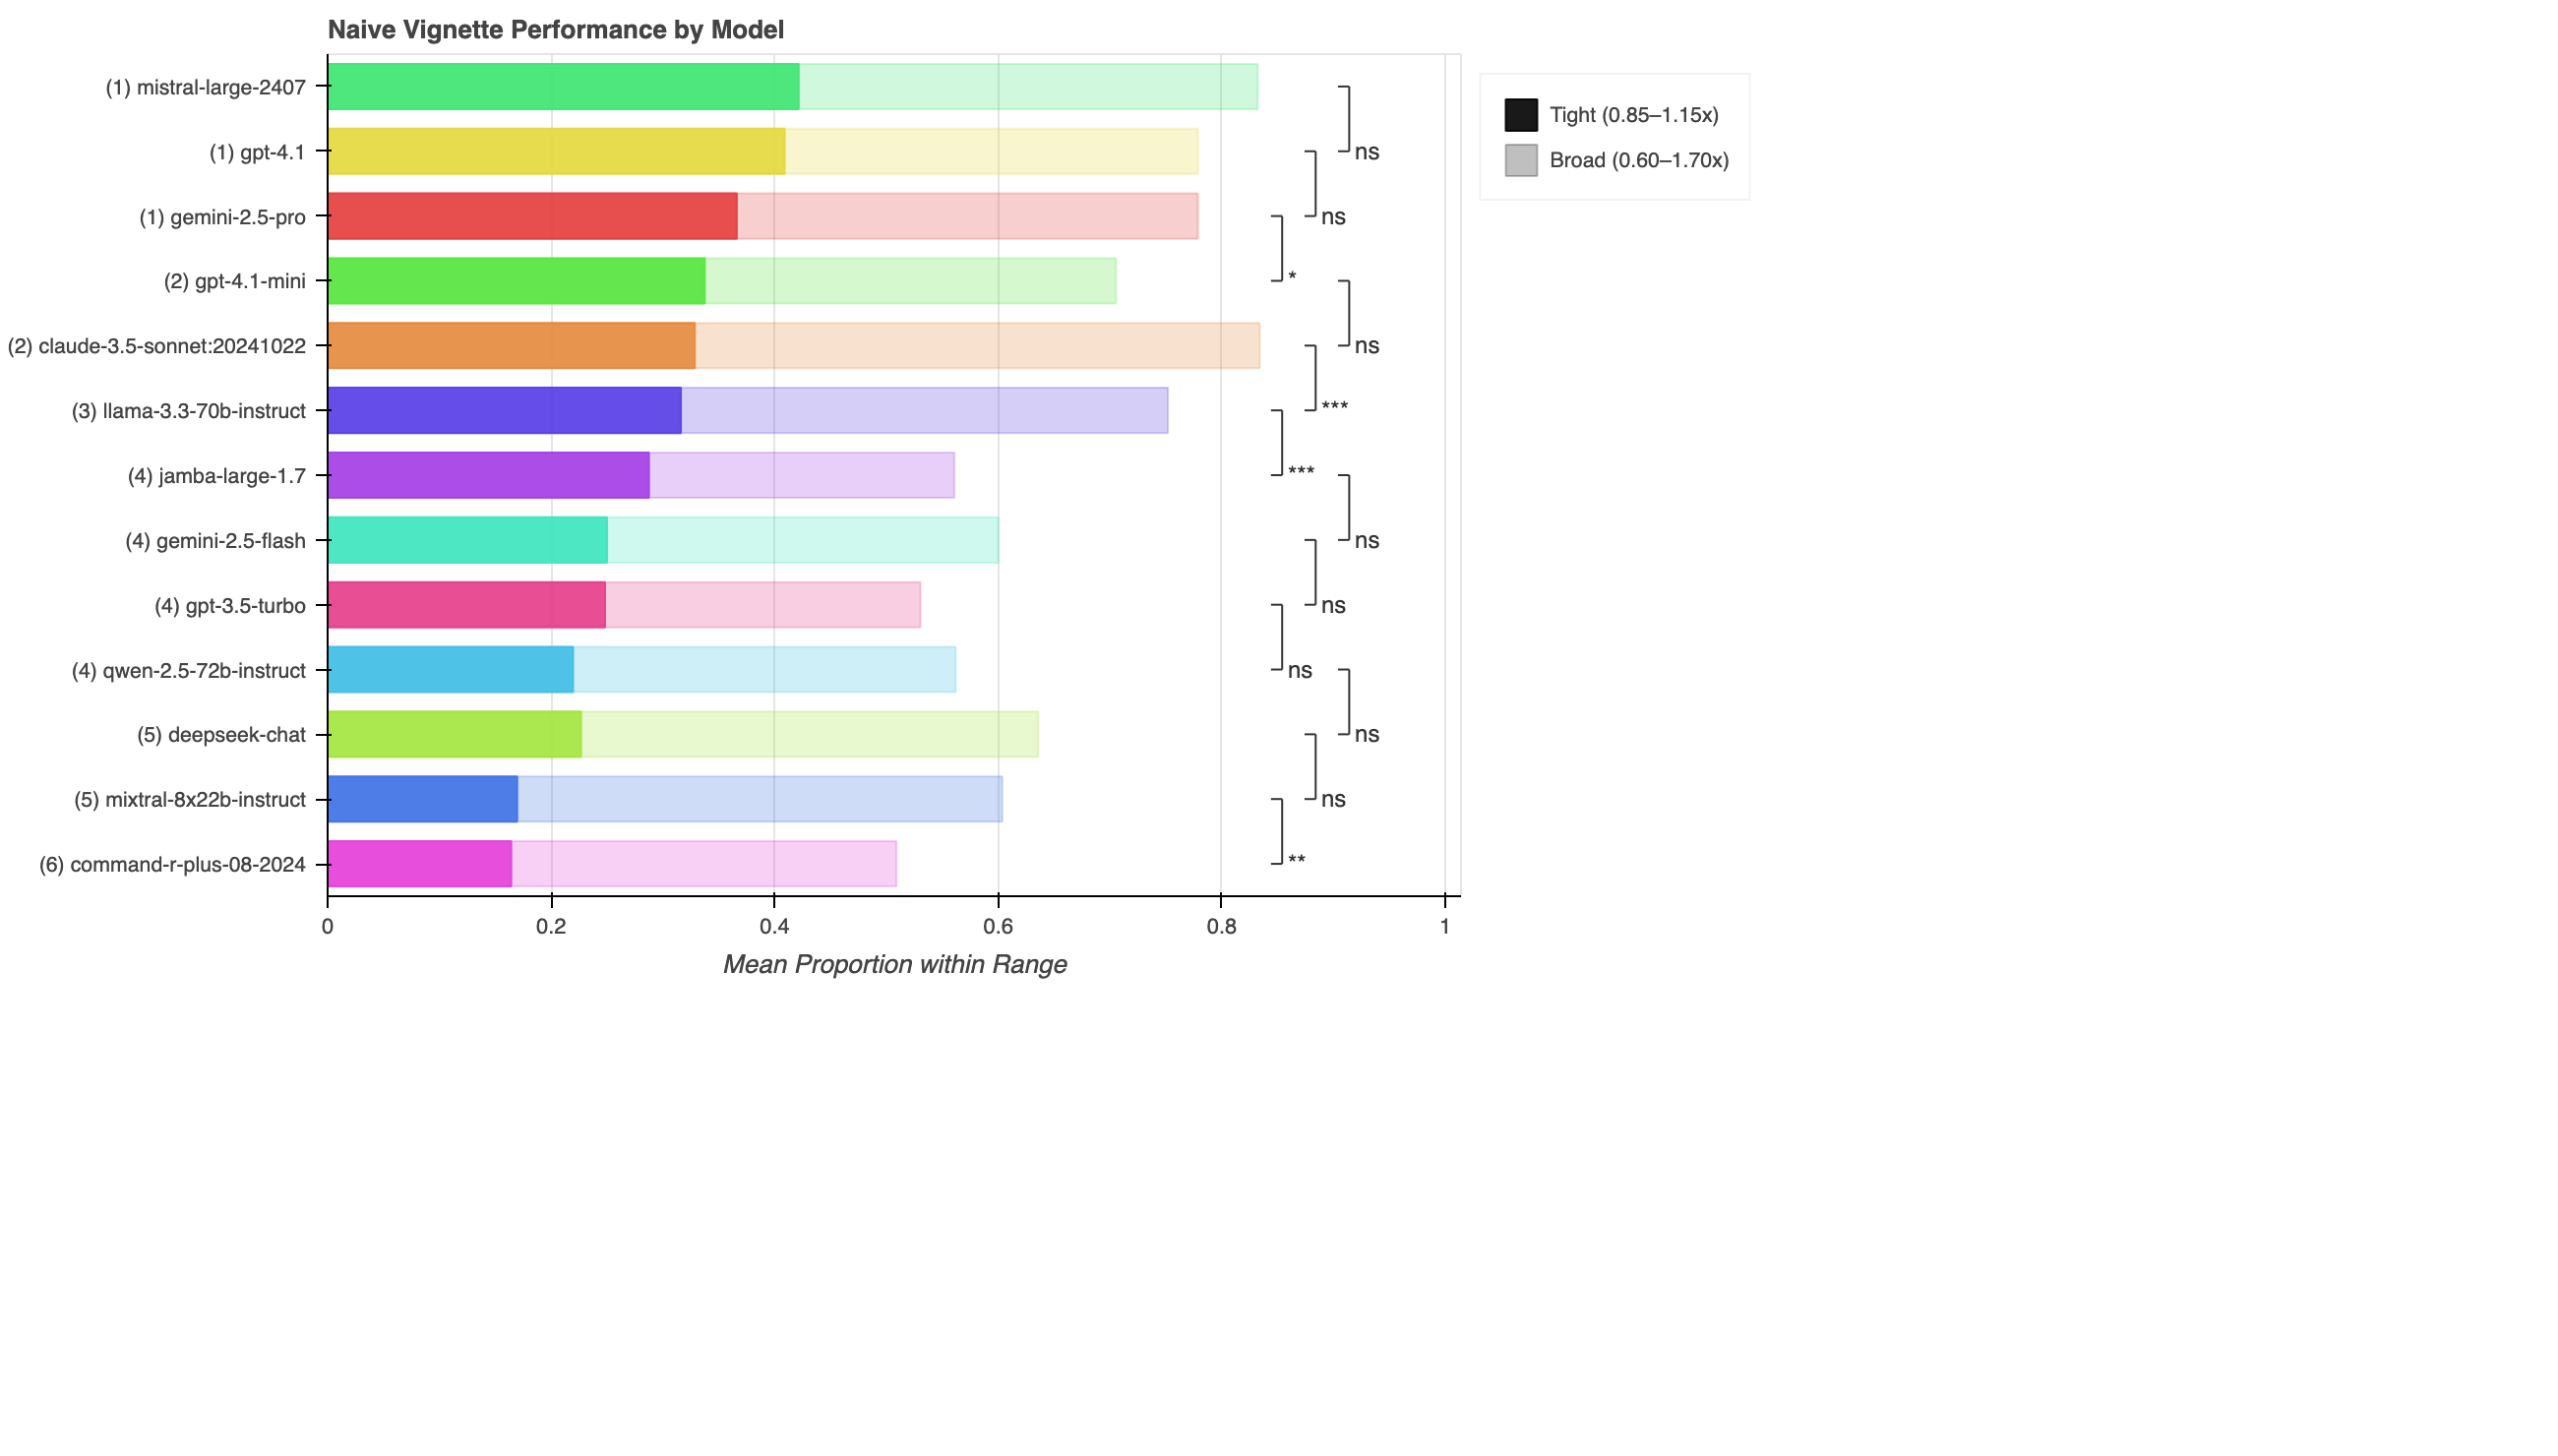 Naive Vignette Performance by Model
(1) mistral-large-2407
(1) gpt-4.1
(1) gemini-2.5-pro
(2) gpt-4.1-mini
(2) claude-3.5-sonnet:20241022
(3) llama-3.3-70b-instruct
(4) jamba-large-1.7
(4) gemini-2.5-flash
(4) gpt-3.5-turbo
(4) qwen-2.5-72b-instruct
(5) deepseek-chat
(5) mixtral-8x22b-instruct
(6) command-r-plus-08-2024
ns
ns
*
ns
***
***
ns
ns
ns
ns
ns
**
0 0.2 0.4 0.6 0.8 1
Mean Proportion within Range
Tight (0.85–1.15x)
Broad (0.60–1.70x)